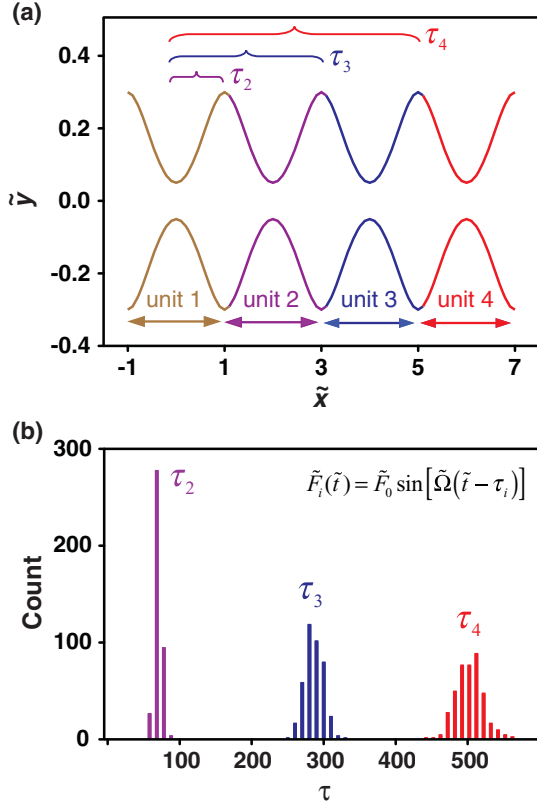 (a)
τ4
τ3
τ2
0.4
0.2
0.0
-0.2
-0.4
ỹ
unit 1 unit 2 unit 3 unit 4
-1 1 3 5 7
x̃
(b)
300
200
100
0
Count
τ2
F̃i(t̃) = F̃0 sin[Ω̃(t̃ − τi)]
τ3
τ4
100 200 300 400 500
τ